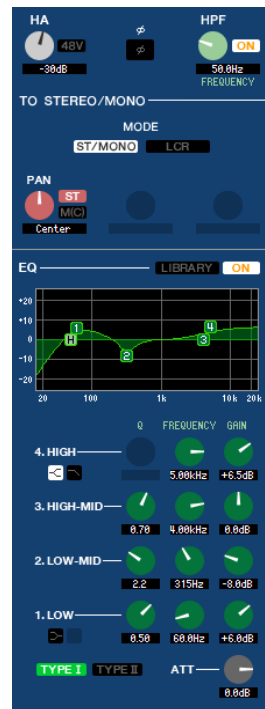 HA ø HPF
48V ø ON
-30dB 50.0Hz
FREQUENCY
TO STEREO/MONO
MODE
ST/MONO LCR
PAN
ST
M(C)
Center
EQ LIBRARY ON
+20
+10
0
-10
-20
1 4
H 3
2
20 100 1k 10k 20k
Q FREQUENCY GAIN
4. HIGH
5.00kHz +6.5dB
3. HIGH-MID
0.70 4.00kHz 0.0dB
2. LOW-MID
2.2 315Hz -8.0dB
1. LOW
0.50 60.0Hz +6.0dB
TYPE I TYPE II ATT
0.0dB